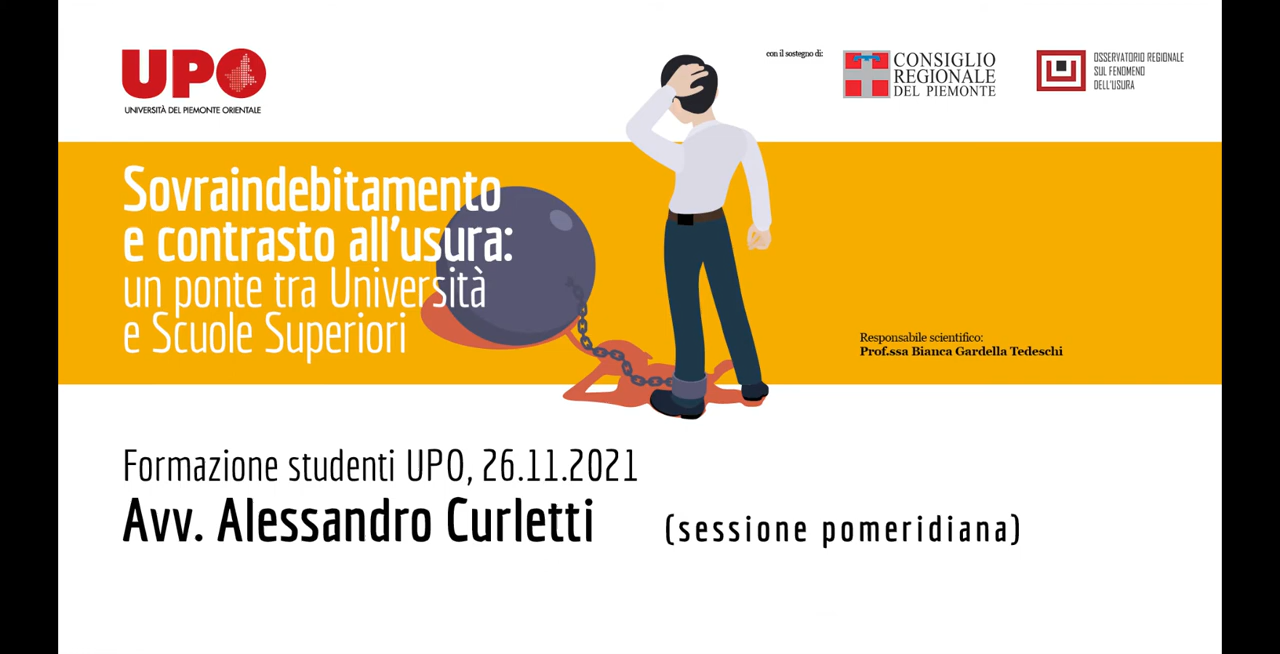 UPO
UNIVERSITÀ DEL PIEMONTE ORIENTALE
con il sostegno di:
CONSIGLIO
REGIONALE
DEL PIEMONTE
OSSERVATORIO REGIONALE
SUL FENOMENO
DELL'USURA
Sovraindebitamento
e contrasto all'usura:
un ponte tra Università
e Scuole Superiori
Responsabile scientifico:
Prof.ssa Bianca Gardella Tedeschi
Formazione studenti UPO, 26.11.2021
Avv. Alessandro Curletti (sessione pomeridiana)